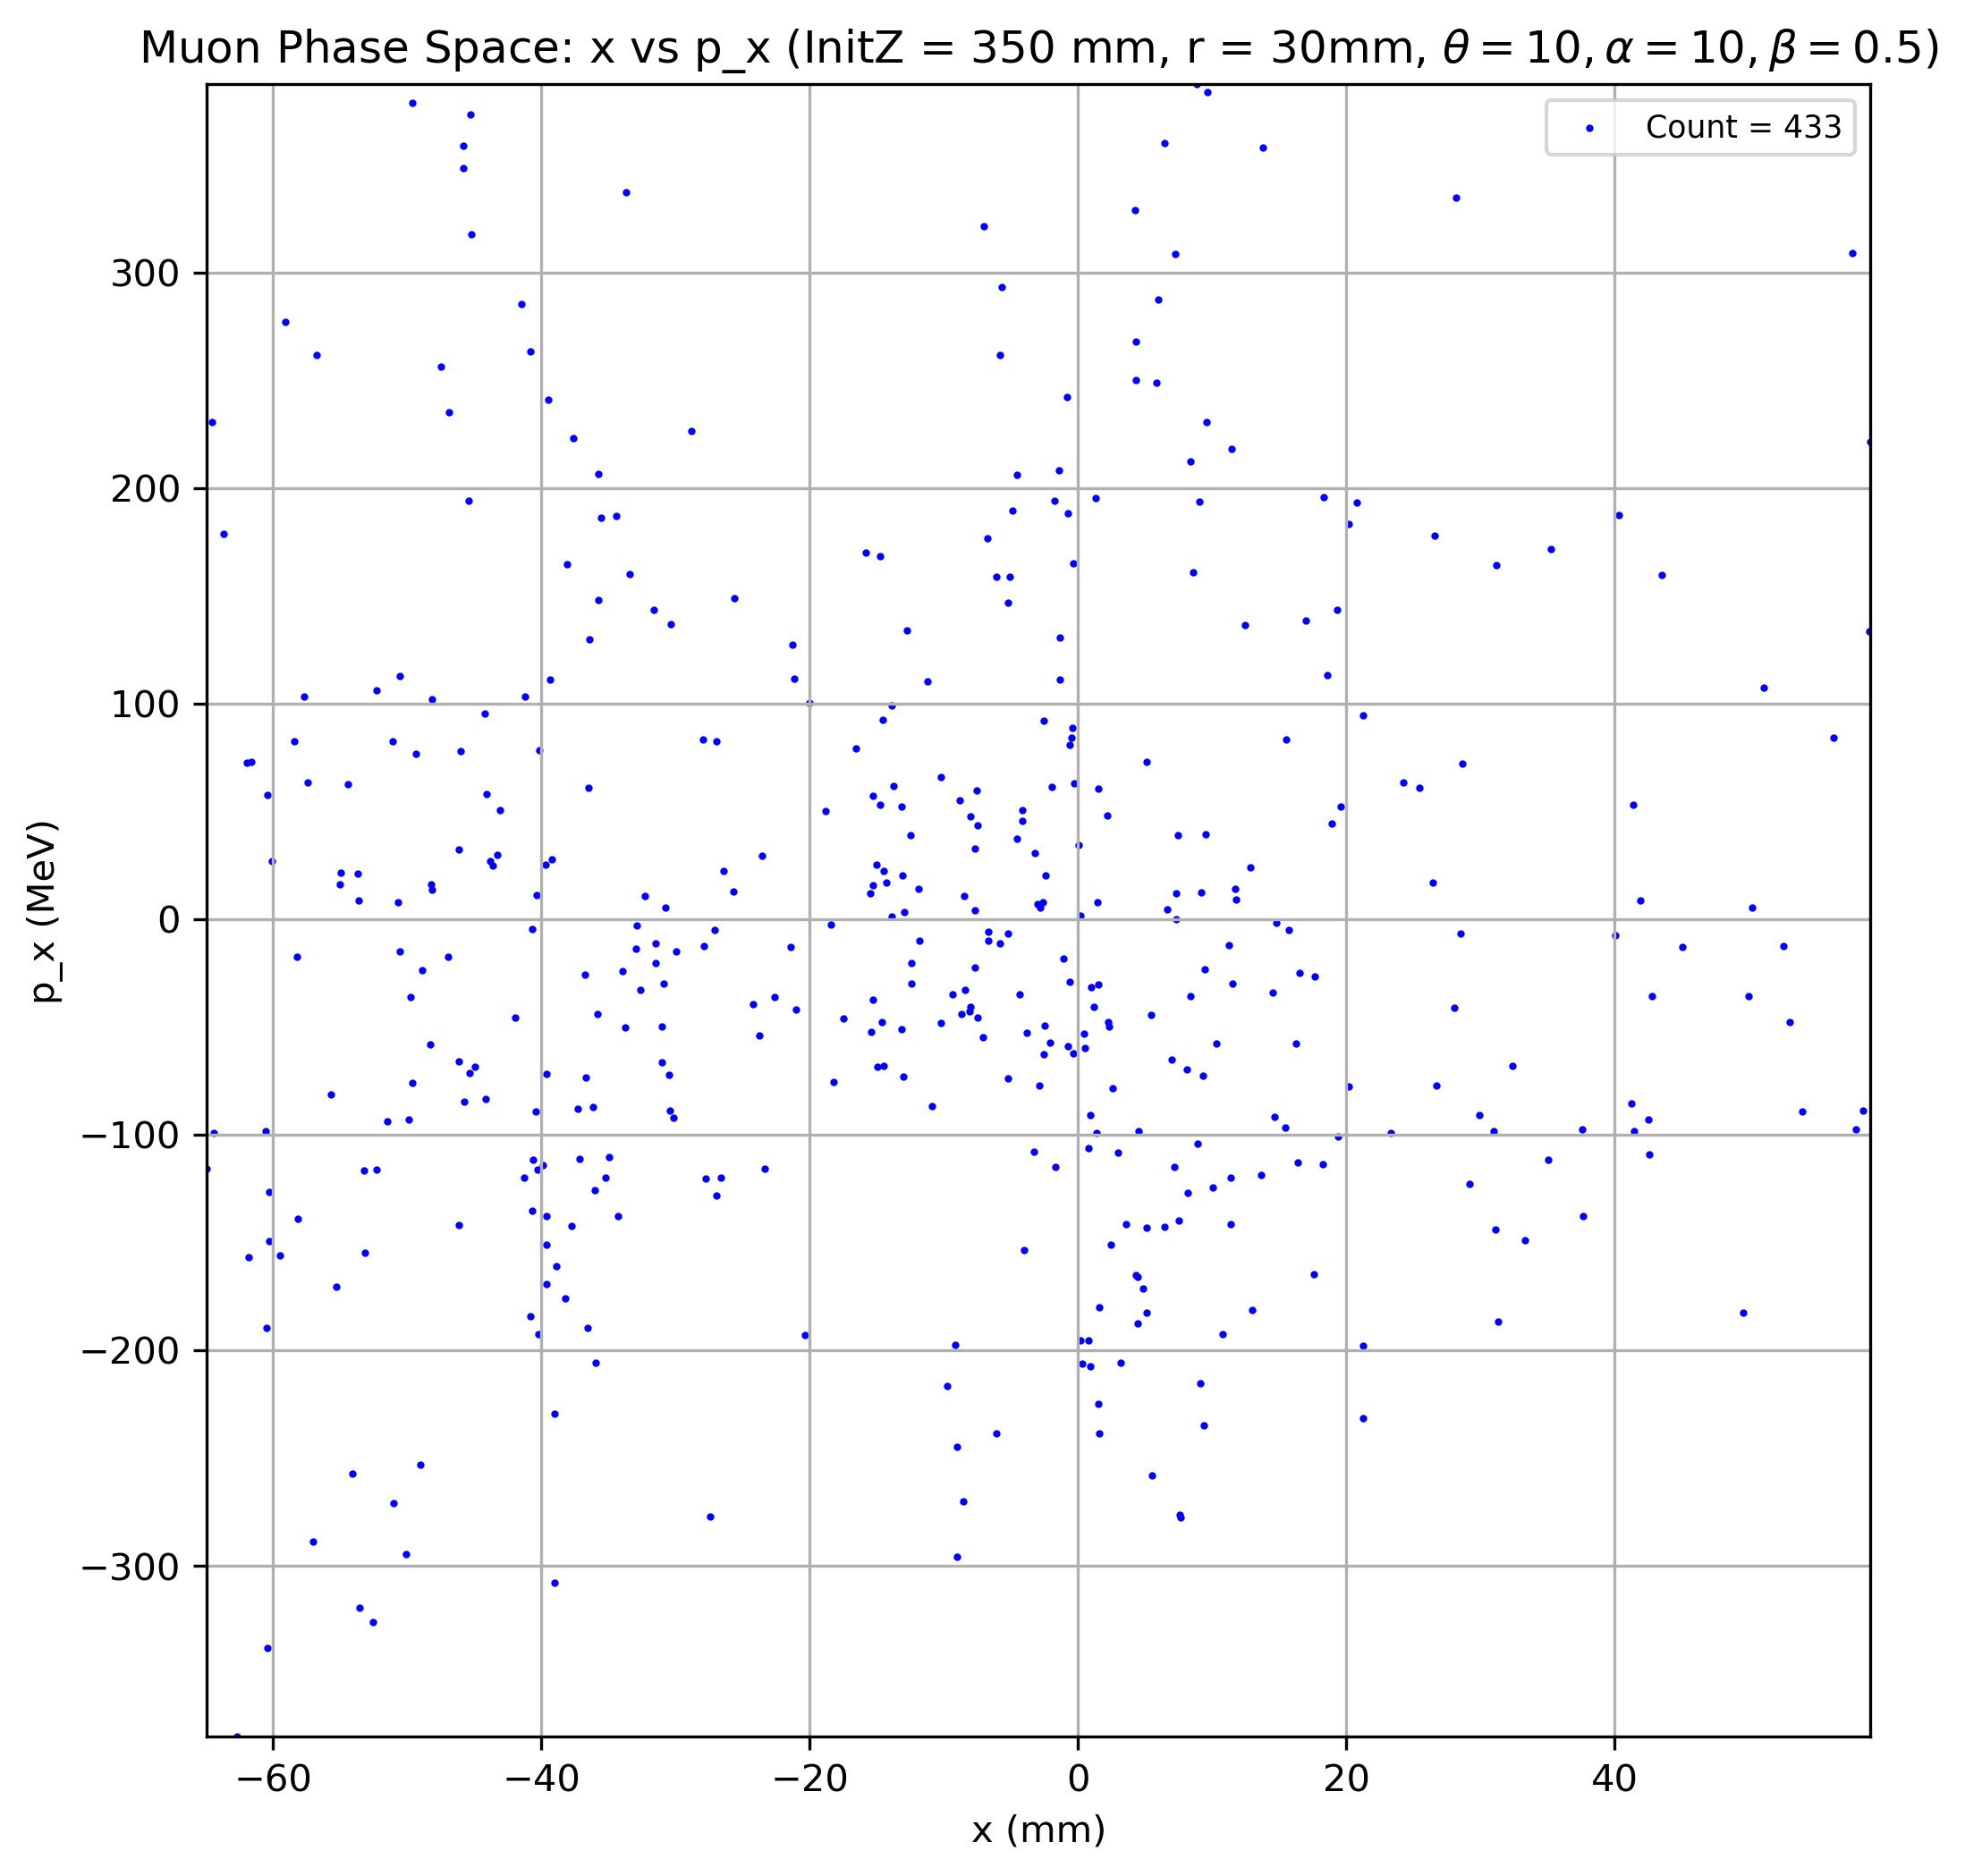 Muon Phase Space: x vs p_x (InitZ = 350 mm, r = 30mm, θ = 10, α = 10, β = 0.5)
Count = 433
300
200
100
0
−100
−200
−300
p_x (MeV)
−60 −40 −20 0 20 40
x (mm)